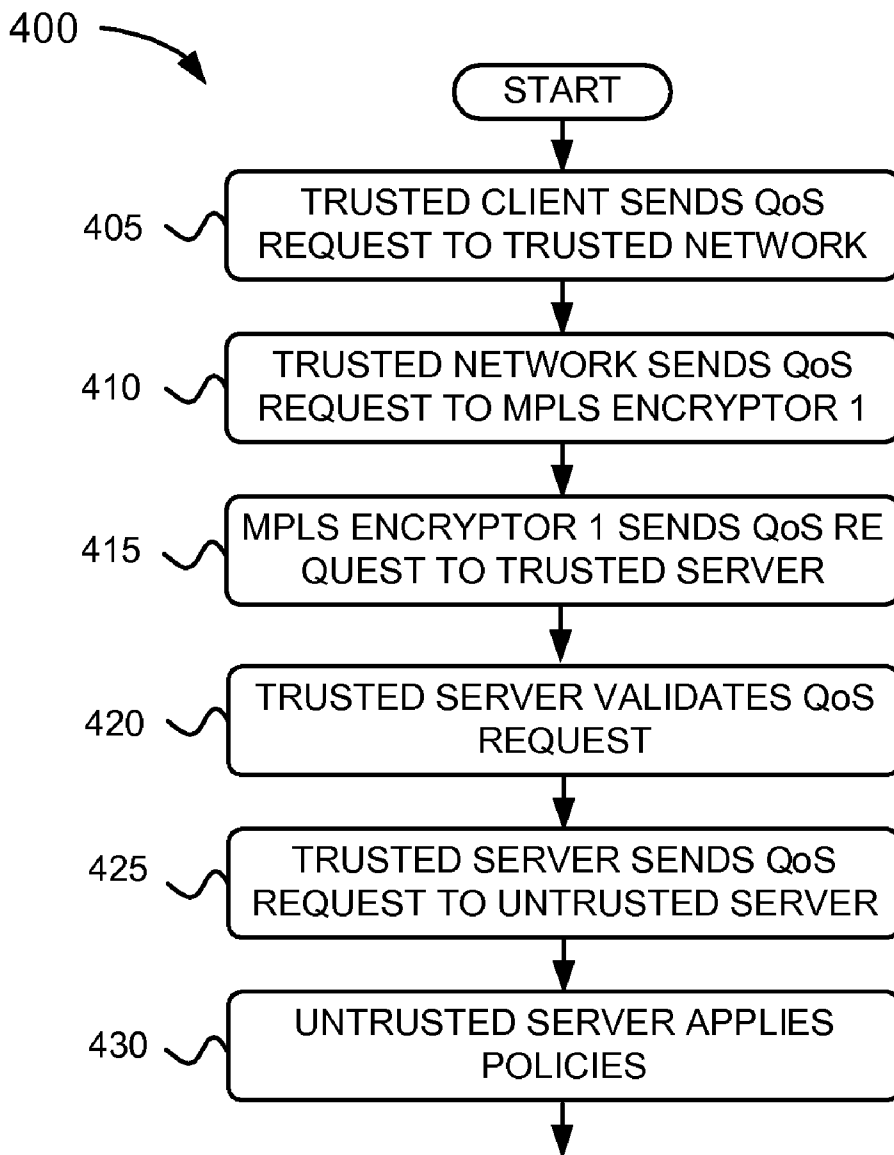 400
START
405
TRUSTED CLIENT SENDS QoS
REQUEST TO TRUSTED NETWORK
410
TRUSTED NETWORK SENDS QoS
REQUEST TO MPLS ENCRYPTOR 1
415
MPLS ENCRYPTOR 1 SENDS QoS RE
QUEST TO TRUSTED SERVER
420
TRUSTED SERVER VALIDATES QoS
REQUEST
425
TRUSTED SERVER SENDS QoS
REQUEST TO UNTRUSTED SERVER
430
UNTRUSTED SERVER APPLIES
POLICIES